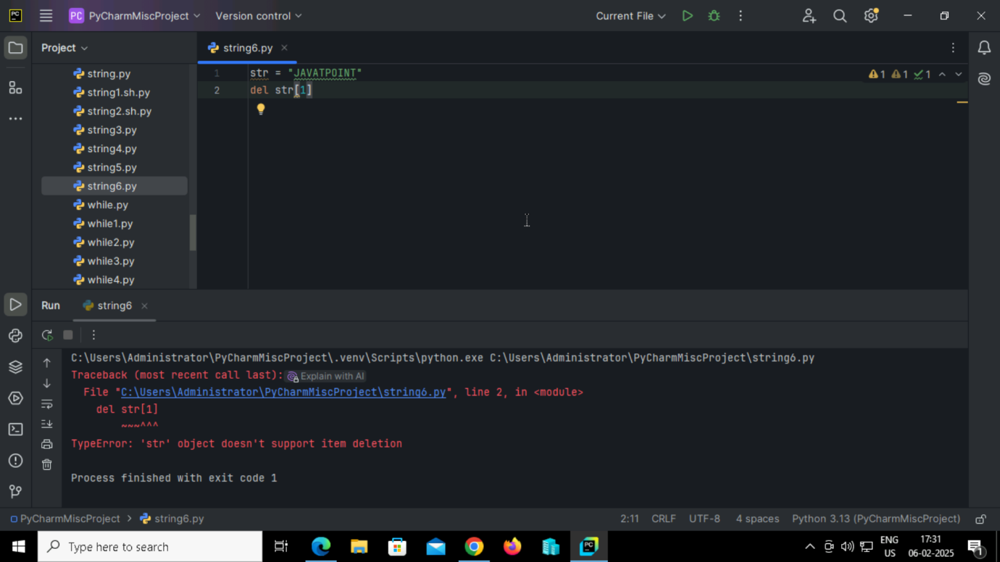 PC
PC PyCharmMiscProject Version control Current File
Project
string6.py
string.py
string1.sh.py
string2.sh.py
string3.py
string4.py
string5.py
string6.py
while.py
while1.py
while2.py
while3.py
while4.py
1 str = "JAVATPOINT"
2 del str[1]
1 1 1
Run string6
C:\Users\Administrator\PyCharmMiscProject\.venv\Scripts\python.exe C:\Users\Administrator\PyCharmMiscProject\string6.py
Traceback (most recent call last): Explain with AI
File "C:\Users\Administrator\PyCharmMiscProject\string6.py", line 2, in <module>
del str[1]
~~~^^^
TypeError: 'str' object doesn't support item deletion
Process finished with exit code 1
PyCharmMiscProject > string6.py 2:11 CRLF UTF-8 4 spaces Python 3.13 (PyCharmMiscProject)
Type here to search
PC
ENG
US
17:31
06-02-2025
1